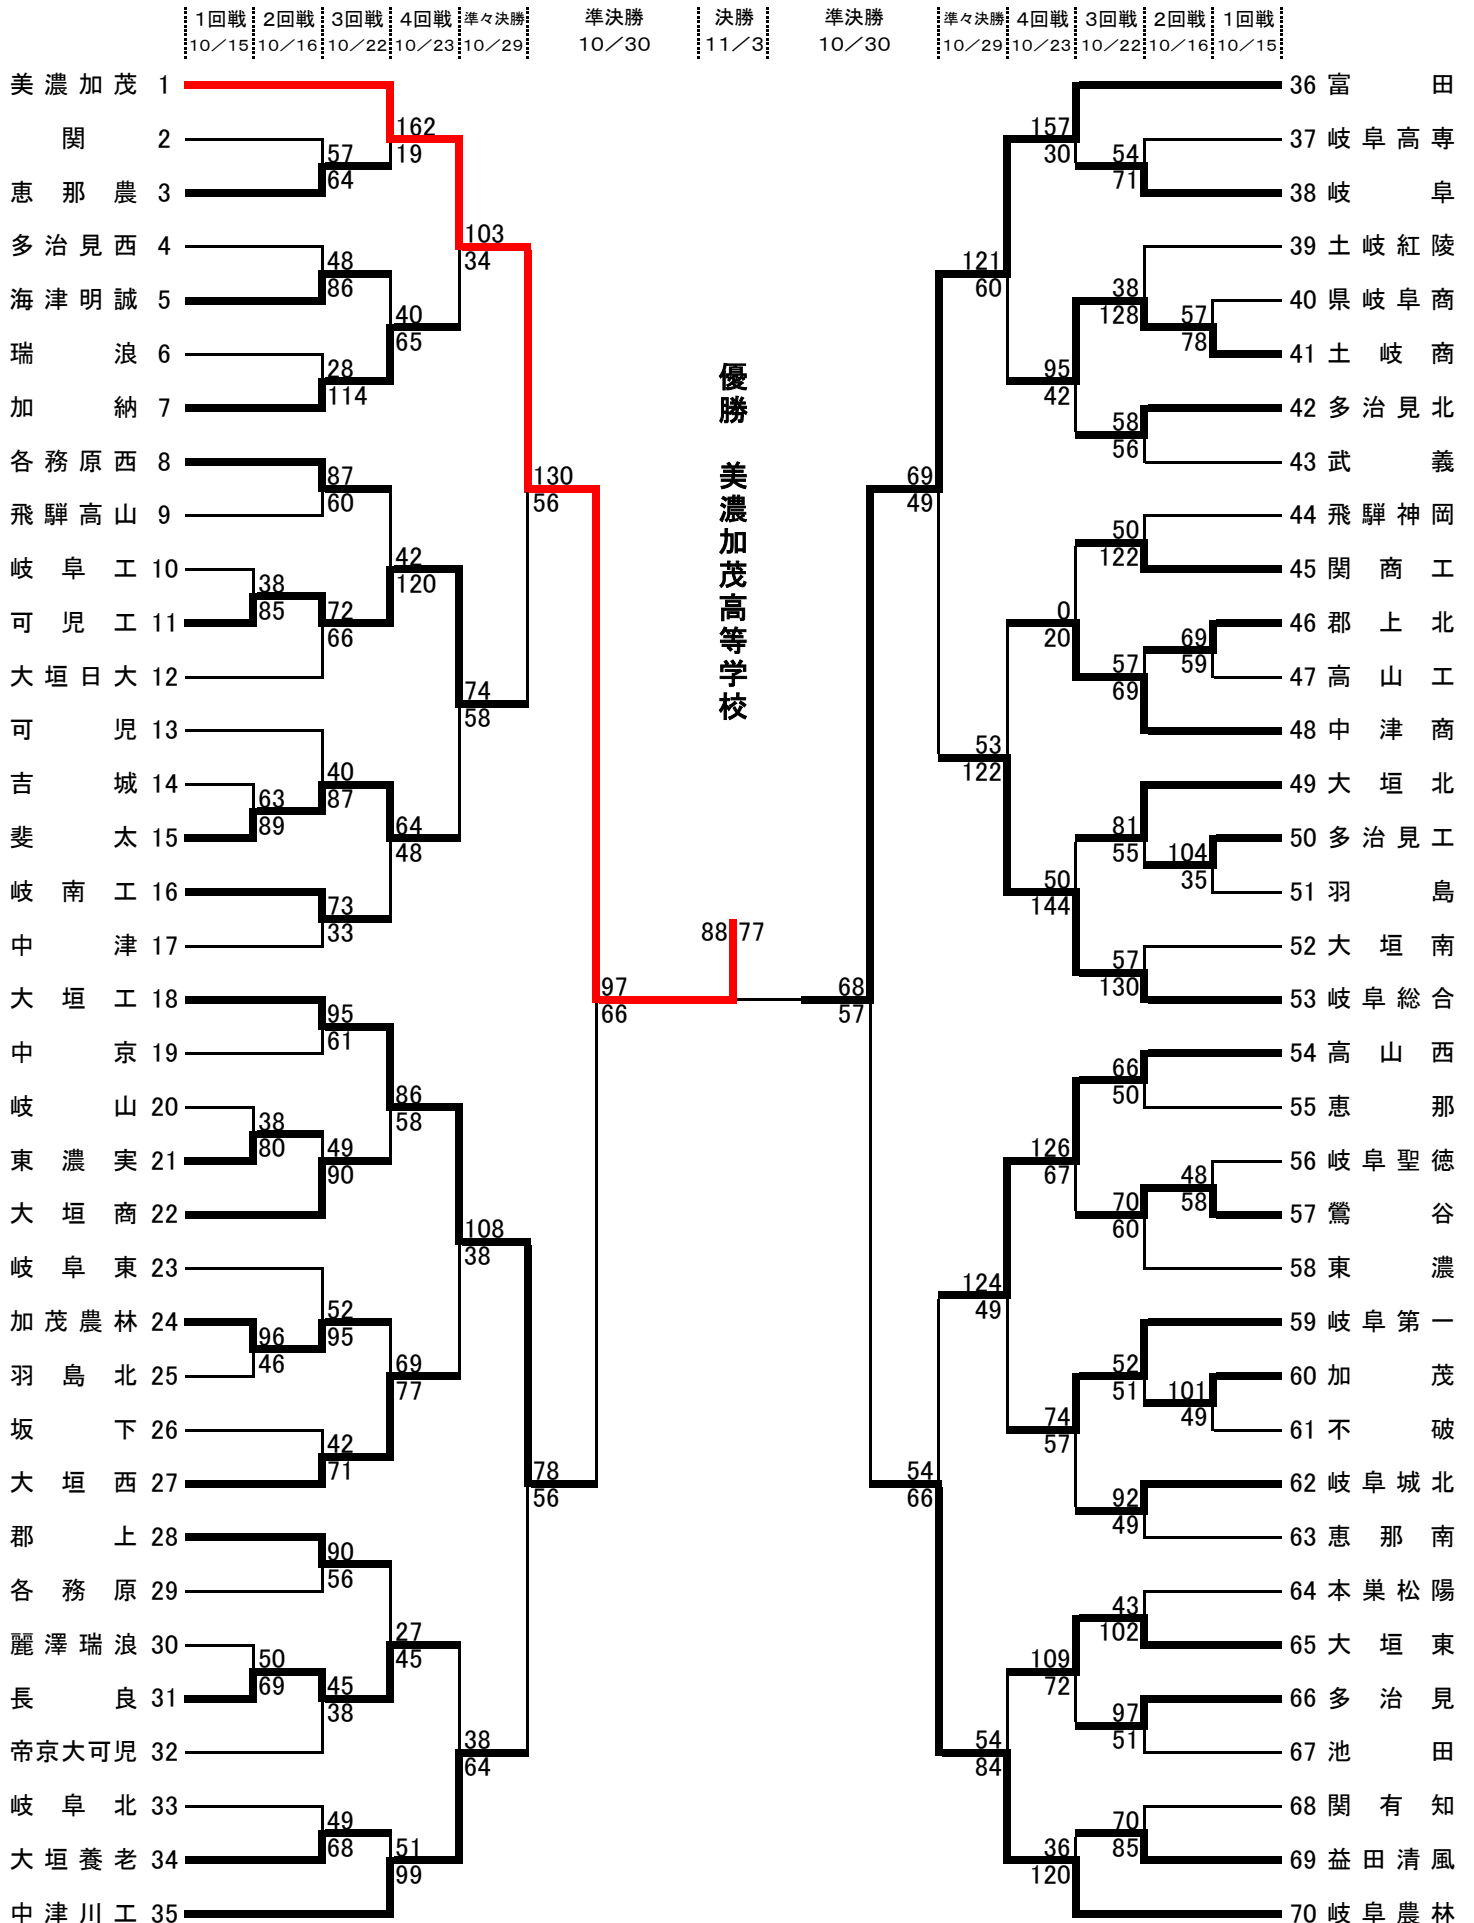 1回戦 2回戦 3回戦 4回戦 準々決勝 準決勝 決勝 準決勝 準々決勝 4回戦 3回戦 2回戦 1回戦
10／15 10／16 10／22 10／23 10／29 10／30 11／3 10／30 10／29 10／23 10／22 10／16 10／15
美濃加茂 1
関 2
恵那農 3
多治見西 4
海津明誠 5
瑞浪 6
加納 7
各務原西 8
飛騨高山 9
岐阜工 10
可児工 11
大垣日大 12
可児 13
吉城 14
斐太 15
岐南工 16
中津 17
大垣工 18
中京 19
岐山 20
東濃実 21
大垣商 22
岐阜東 23
加茂農林 24
羽島北 25
坂下 26
大垣西 27
郡上 28
各務原 29
麗澤瑞浪 30
長良 31
帝京大可児 32
岐阜北 33
大垣養老 34
中津川工 35
38
85
63
89
38
80
96
46
50
69
57
64
48
86
28
114
87
60
72
66
40
87
73
33
95
61
49
90
52
95
42
71
90
56
45
38
49
68
162
19
40
65
42
120
64
48
86
58
69
77
27
45
51
99
103
34
74
58
108
38
38
64
130
56
78
56
97
66
優勝 美濃加茂高等学校
88 77
68
57
69
49
54
66
121
60
53
122
124
49
54
84
157
30
95
42
0
20
50
144
126
67
74
57
109
72
36
120
54
71
38
128
58
56
50
122
57
69
81
55
57
130
66
50
70
60
52
51
92
49
43
102
97
51
70
85
57
78
69
59
104
35
48
58
101
49
36 富田
37 岐阜高専
38 岐阜
39 土岐紅陵
40 県岐阜商
41 土岐商
42 多治見北
43 武義
44 飛騨神岡
45 関商工
46 郡上北
47 高山工
48 中津商
49 大垣北
50 多治見工
51 羽島
52 大垣南
53 岐阜総合
54 高山西
55 恵那
56 岐阜聖徳
57 鶯谷
58 東濃
59 岐阜第一
60 加茂
61 不破
62 岐阜城北
63 恵那南
64 本巣松陽
65 大垣東
66 多治見
67 池田
68 関有知
69 益田清風
70 岐阜農林